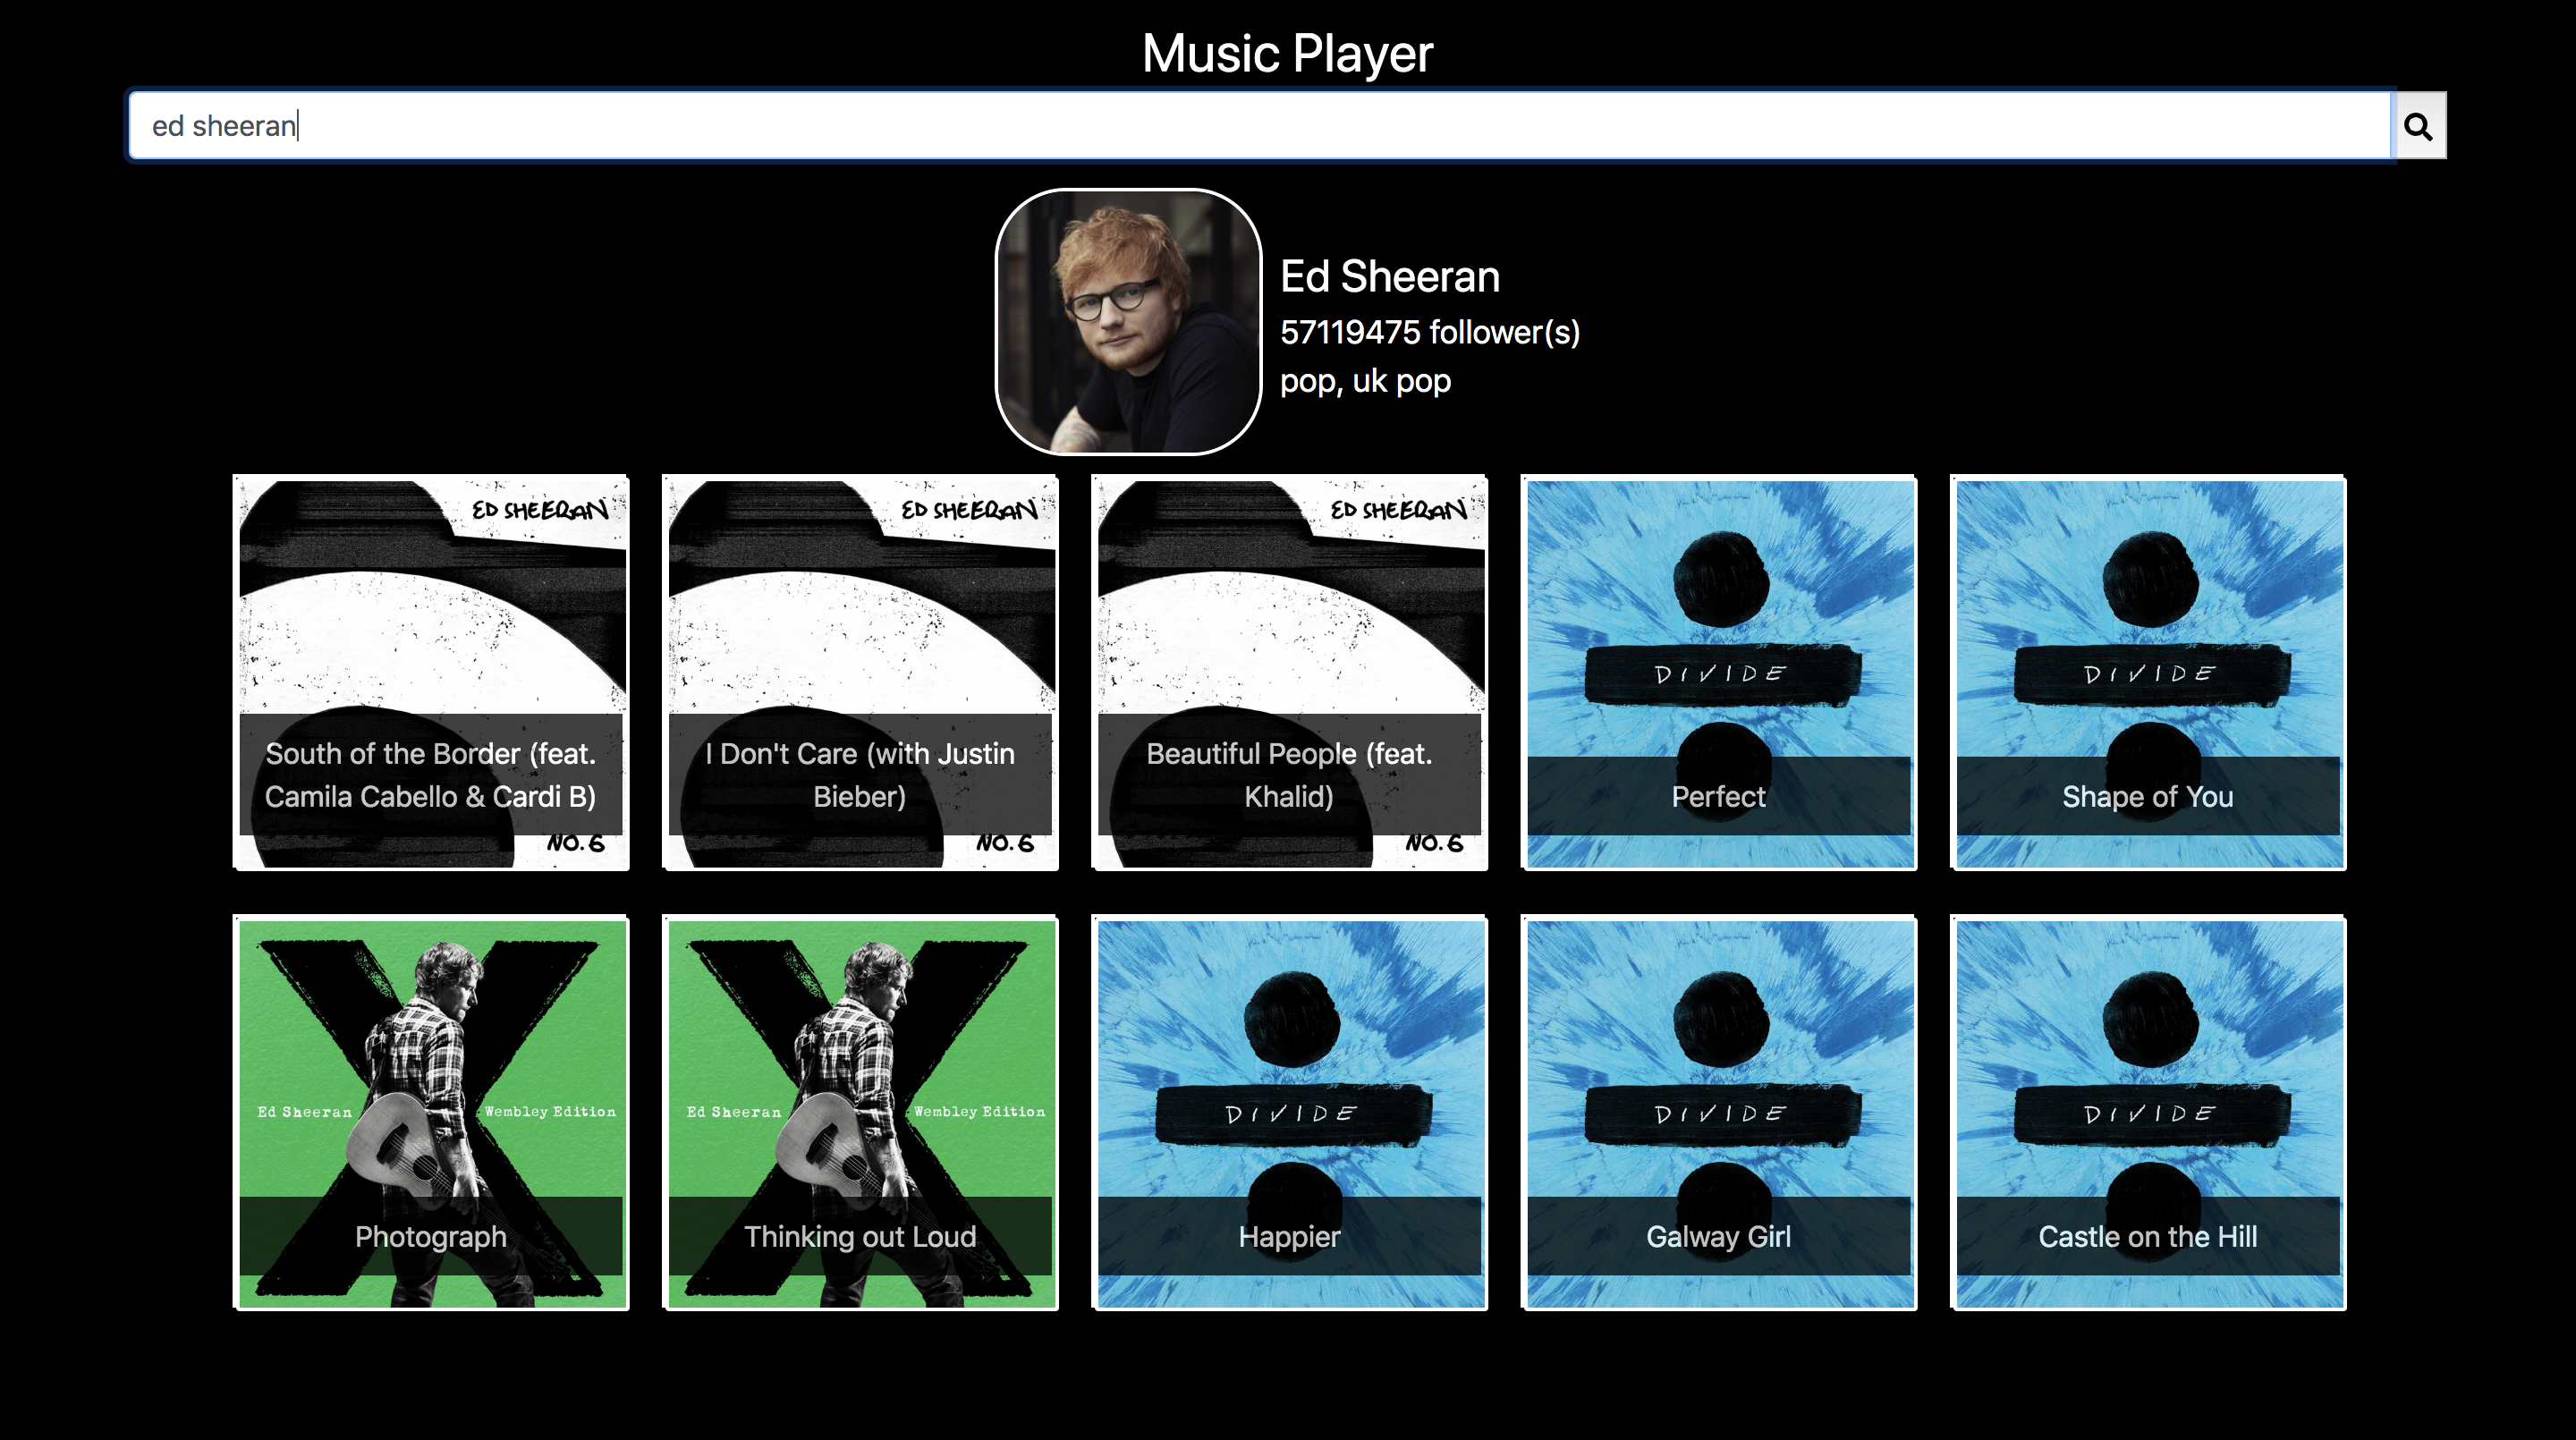 Music Player
ed sheeran
Ed Sheeran
57119475 follower(s)
pop, uk pop
ED SHEERAN
South of the Border (feat.
Camila Cabello & Cardi B)
NO.6
ED SHEERAN
I Don't Care (with Justin
Bieber)
NO.6
ED SHEERAN
Beautiful People (feat.
Khalid)
NO.6
DIVIDE
Perfect
DIVIDE
Shape of You
Ed Sheeran Wembley Edition
Photograph
Ed Sheeran Wembley Edition
Thinking out Loud
DIVIDE
Happier
DIVIDE
Galway Girl
DIVIDE
Castle on the Hill